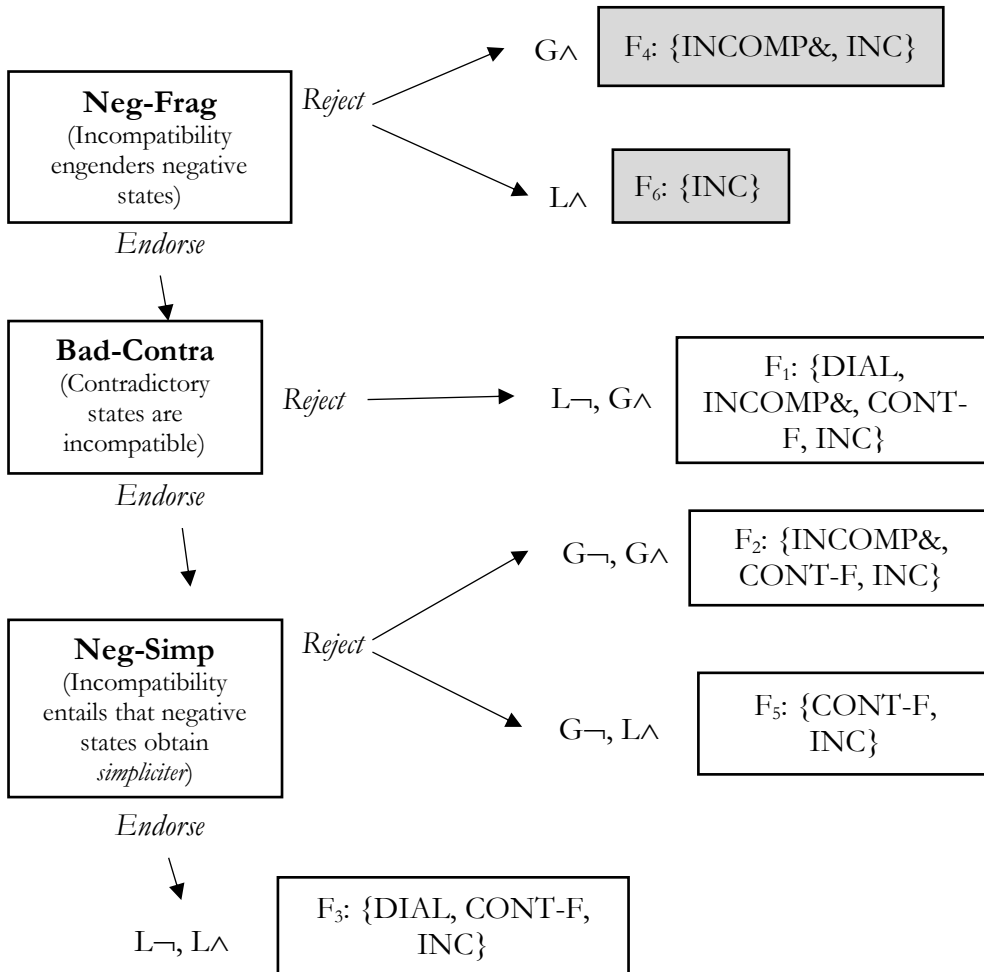 G∧
F₄: {INCOMP&, INC}
Neg-Frag
(Incompatibility
engenders negative
states)
Reject
L∧
F₆: {INC}
Endorse
Bad-Contra
(Contradictory
states are
incompatible)
Reject
L¬, G∧
F₁: {DIAL,
INCOMP&, CONT-
F, INC}
Endorse
G¬, G∧
F₂: {INCOMP&,
CONT-F, INC}
Neg-Simp
(Incompatibility
entails that negative
states obtain
simpliciter)
Reject
G¬, L∧
F₅: {CONT-F,
INC}
Endorse
L¬, L∧
F₃: {DIAL, CONT-F,
INC}